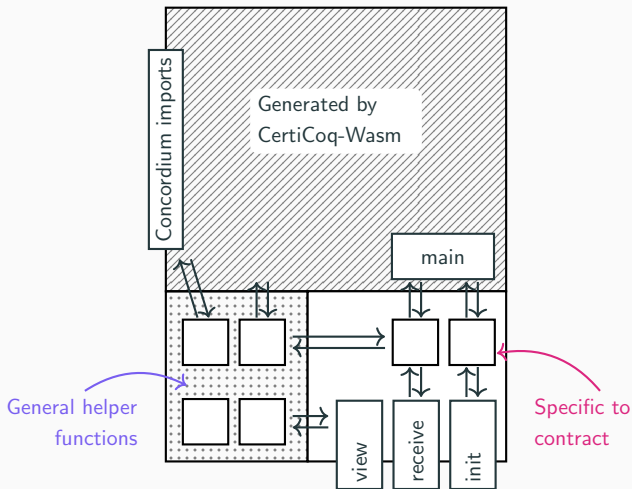 Concordium imports
Generated by
CertiCoq-Wasm
main
General helper
functions
Specific to
contract
view
receive
init